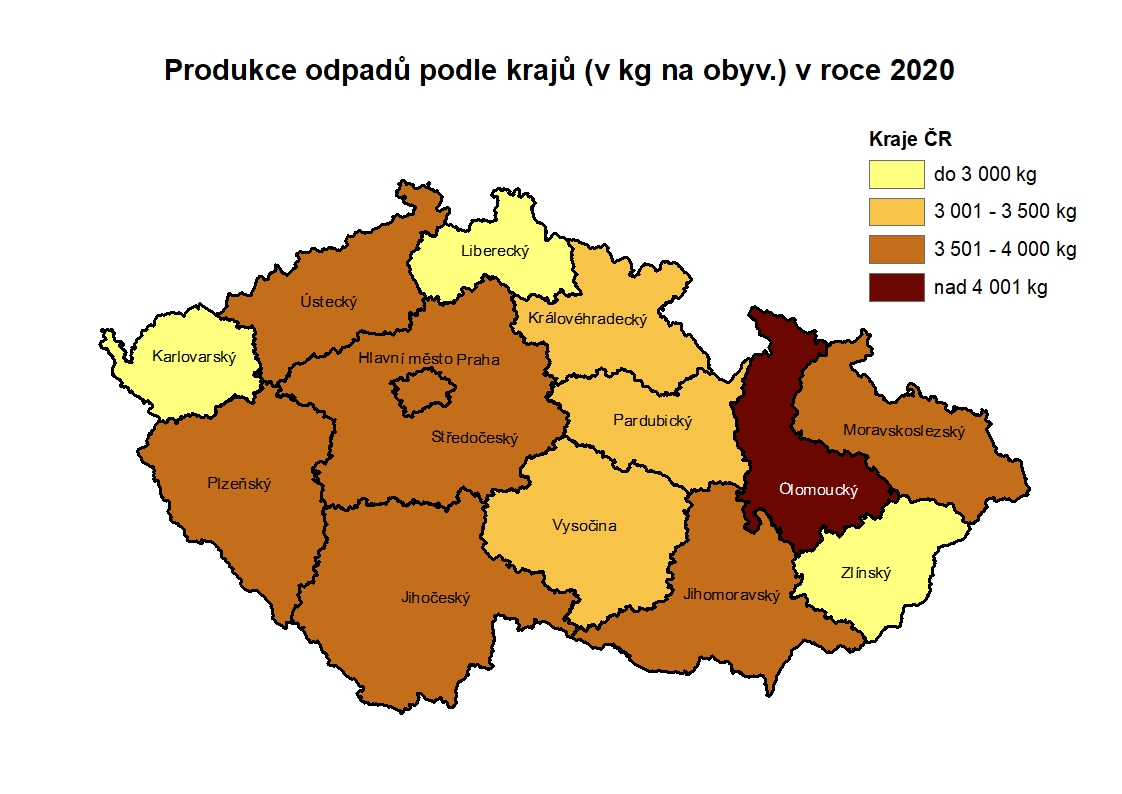 Produkce odpadů podle krajů (v kg na obyv.) v roce 2020
Kraje ČR
do 3 000 kg
3 001 - 3 500 kg
3 501 - 4 000 kg
nad 4 001 kg
Liberecký
Ústecký
Královéhradecký
Karlovarský
Hlavní město Praha
Pardubický
Moravskoslezský
Středočeský
Plzeňský
Olomoucký
Vysočina
Zlínský
Jihočeský
Jihomoravský